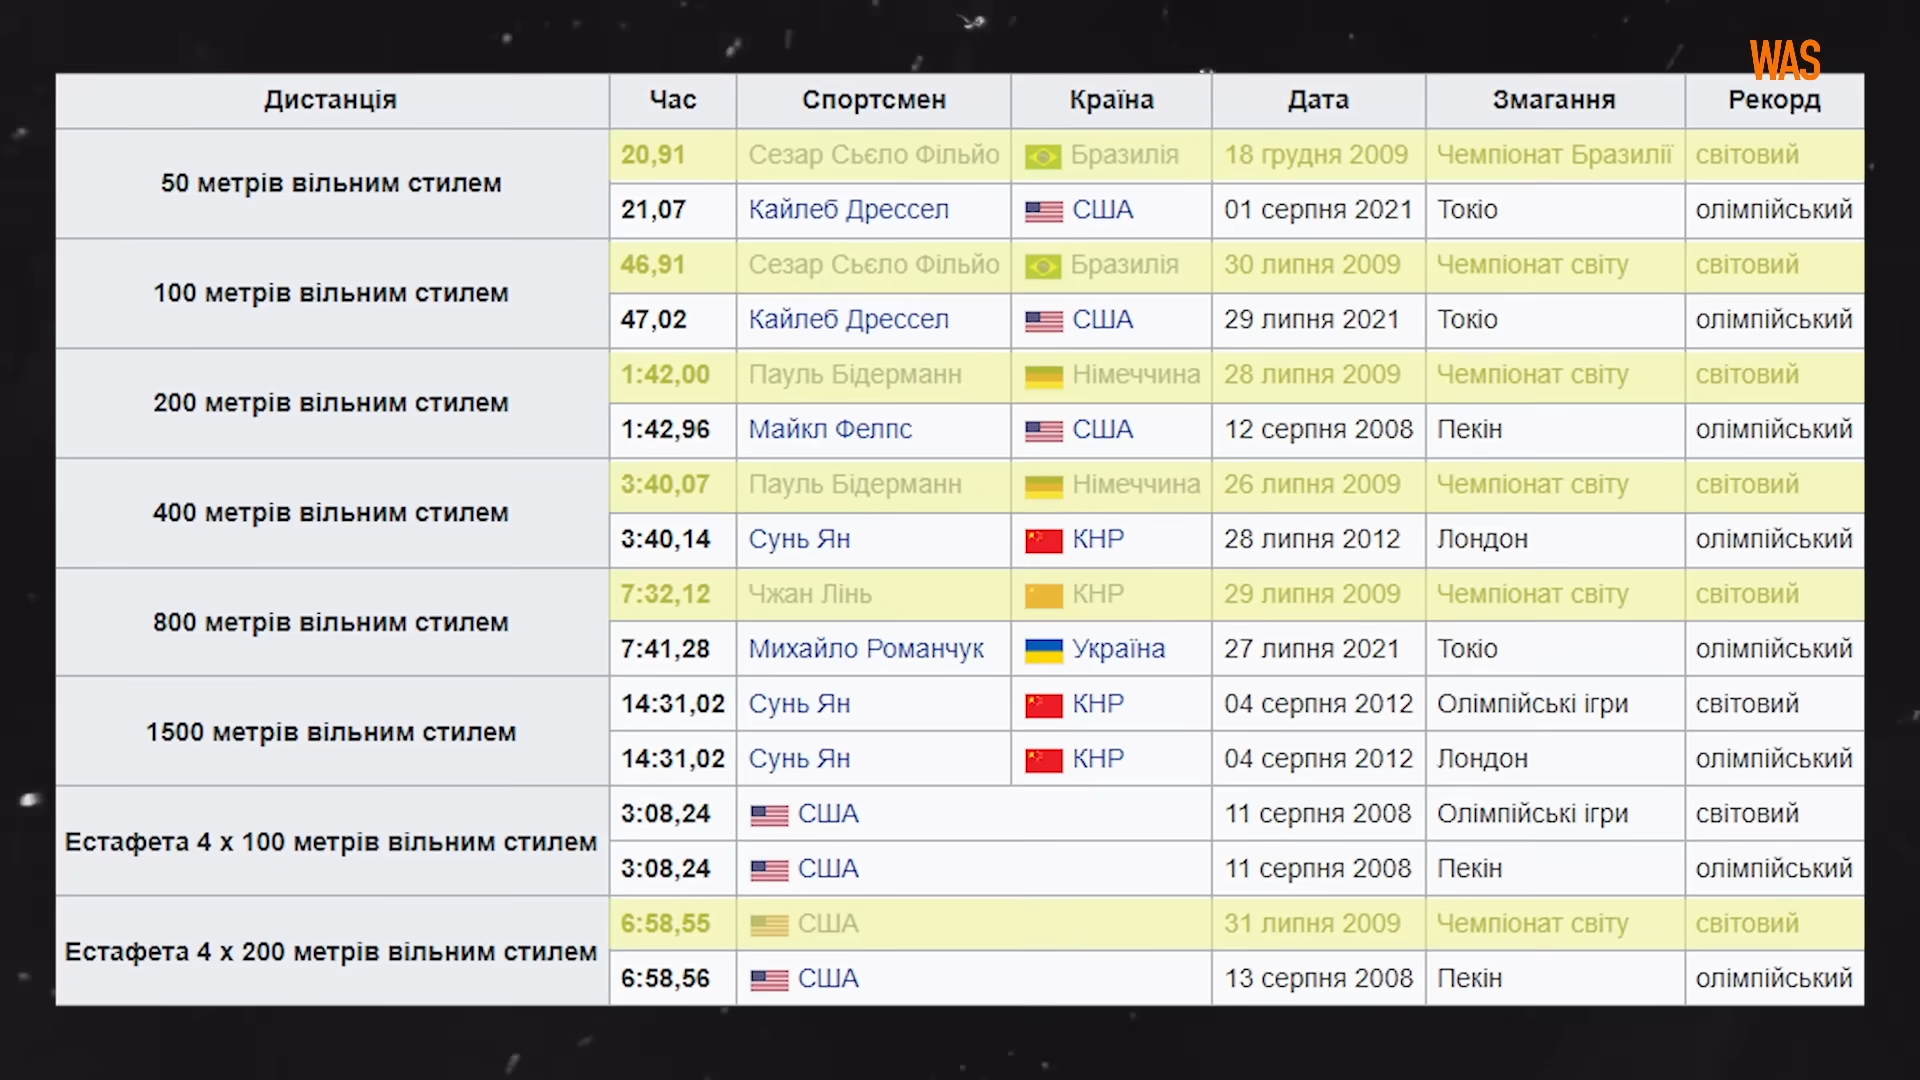 WAS
Дистанція Час Спортсмен Країна Дата Змагання Рекорд
50 метрів вільним стилем
20,91 Сезар Сьєло Фільйо Бразилія 18 грудня 2009 Чемпіонат Бразилії світовий
21,07 Кайлеб Дрессел США 01 серпня 2021 Токіо олімпійський
100 метрів вільним стилем
46,91 Сезар Сьєло Фільйо Бразилія 30 липня 2009 Чемпіонат світу світовий
47,02 Кайлеб Дрессел США 29 липня 2021 Токіо олімпійський
200 метрів вільним стилем
1:42,00 Пауль Бідерманн Німеччина 28 липня 2009 Чемпіонат світу світовий
1:42,96 Майкл Фелпс США 12 серпня 2008 Пекін олімпійський
400 метрів вільним стилем
3:40,07 Пауль Бідерманн Німеччина 26 липня 2009 Чемпіонат світу світовий
3:40,14 Сунь Ян КНР 28 липня 2012 Лондон олімпійський
800 метрів вільним стилем
7:32,12 Чжан Лінь КНР 29 липня 2009 Чемпіонат світу світовий
7:41,28 Михайло Романчук Україна 27 липня 2021 Токіо олімпійський
1500 метрів вільним стилем
14:31,02 Сунь Ян КНР 04 серпня 2012 Олімпійські ігри світовий
14:31,02 Сунь Ян КНР 04 серпня 2012 Лондон олімпійський
Естафета 4 x 100 метрів вільним стилем
3:08,24 США 11 серпня 2008 Олімпійські ігри світовий
3:08,24 США 11 серпня 2008 Пекін олімпійський
Естафета 4 x 200 метрів вільним стилем
6:58,55 США 31 липня 2009 Чемпіонат світу світовий
6:58,56 США 13 серпня 2008 Пекін олімпійський